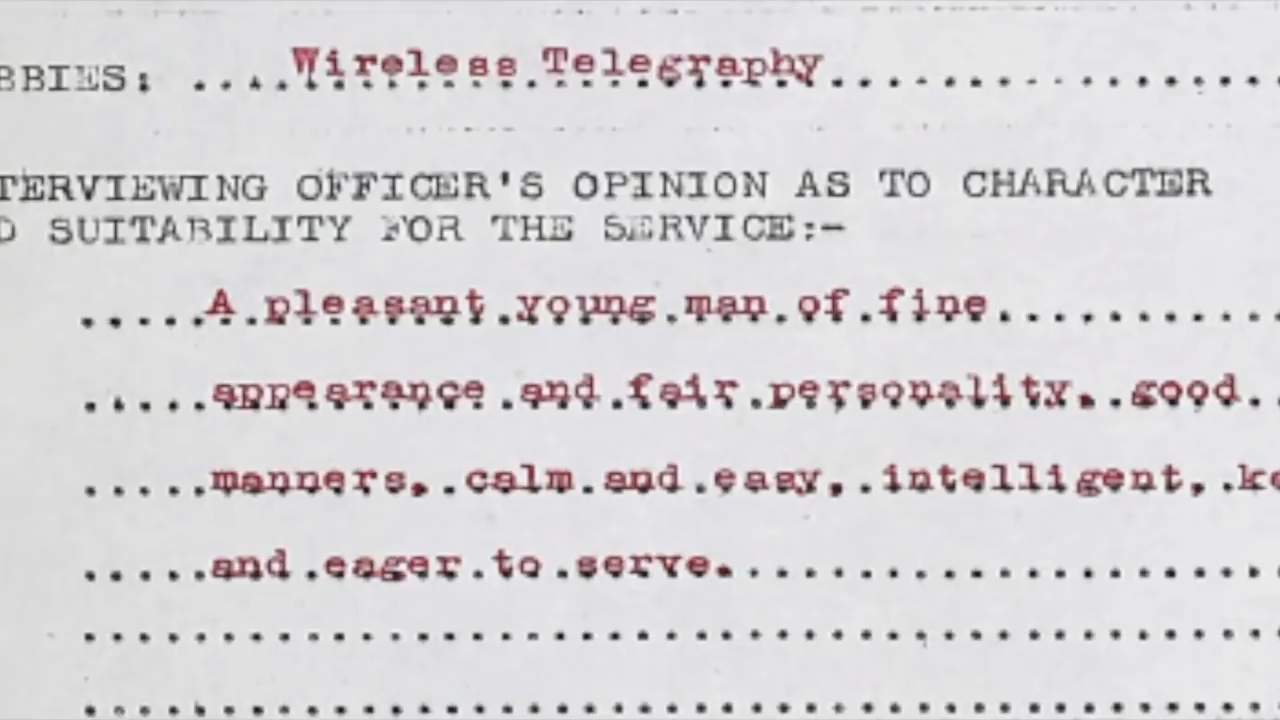 BBIES: ....Wireless Telegraphy
TERVIEWING OFFICER'S OPINION AS TO CHARACTER
D SUITABILITY FOR THE SERVICE:-
A pleasant young man of fine
appearance and fair personality, good
manners, calm and easy, intelligent, ke
and eager to serve.